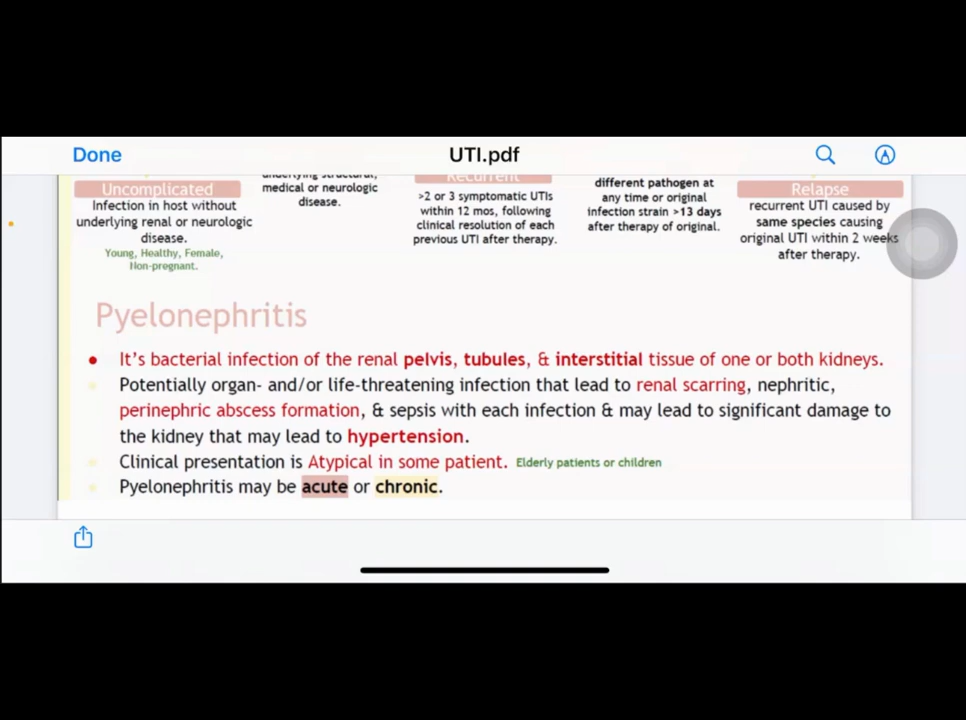 Done
UTI.pdf
Uncomplicated
Infection in host without
underlying renal or neurologic
disease.
Young, Healthy, Female,
Non-pregnant.
underlying structural,
medical or neurologic
disease.
Recurrent
>2 or 3 symptomatic UTIs
within 12 mos, following
clinical resolution of each
previous UTI after therapy.
different pathogen at
any time or original
infection strain >13 days
after therapy of original.
Relapse
recurrent UTI caused by
same species causing
original UTI within 2 weeks
after therapy.
Pyelonephritis
• It's bacterial infection of the renal pelvis, tubules, & interstitial tissue of one or both kidneys.
• Potentially organ- and/or life-threatening infection that lead to renal scarring, nephritic,
perinephric abscess formation, & sepsis with each infection & may lead to significant damage to
the kidney that may lead to hypertension.
• Clinical presentation is Atypical in some patient. Elderly patients or children
• Pyelonephritis may be acute or chronic.